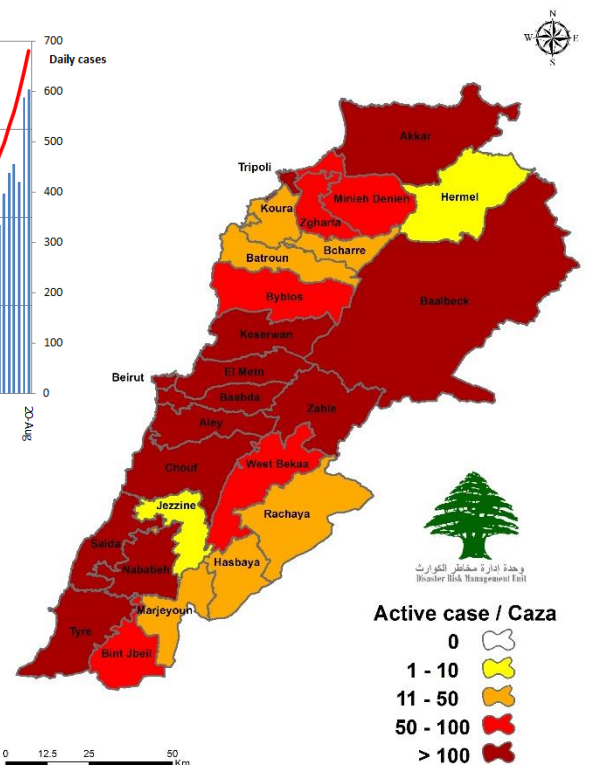 N
W E
S
700
Daily cases
600
500
400
300
200
100
0
20-Aug
Akkar
Tripoli
Hermel
Minieh Denieh
Koura
Zgharta
Bcharre
Batroun
Byblos
Baalbeck
Keserwan
El Metn
Beirut
Baabda
Zahle
Aley
Chouf
West Bekaa
Jezzine
Rachaya
Saida
Hasbaya
Nabatieh
Marjeyoun
Tyre
Bint Jbeil
وحدة إدارة مخاطر الكوارث
Disaster Risk Management Unit
Active case / Caza
0
1 - 10
11 - 50
50 - 100
> 100
0 12.5 25 50
Km